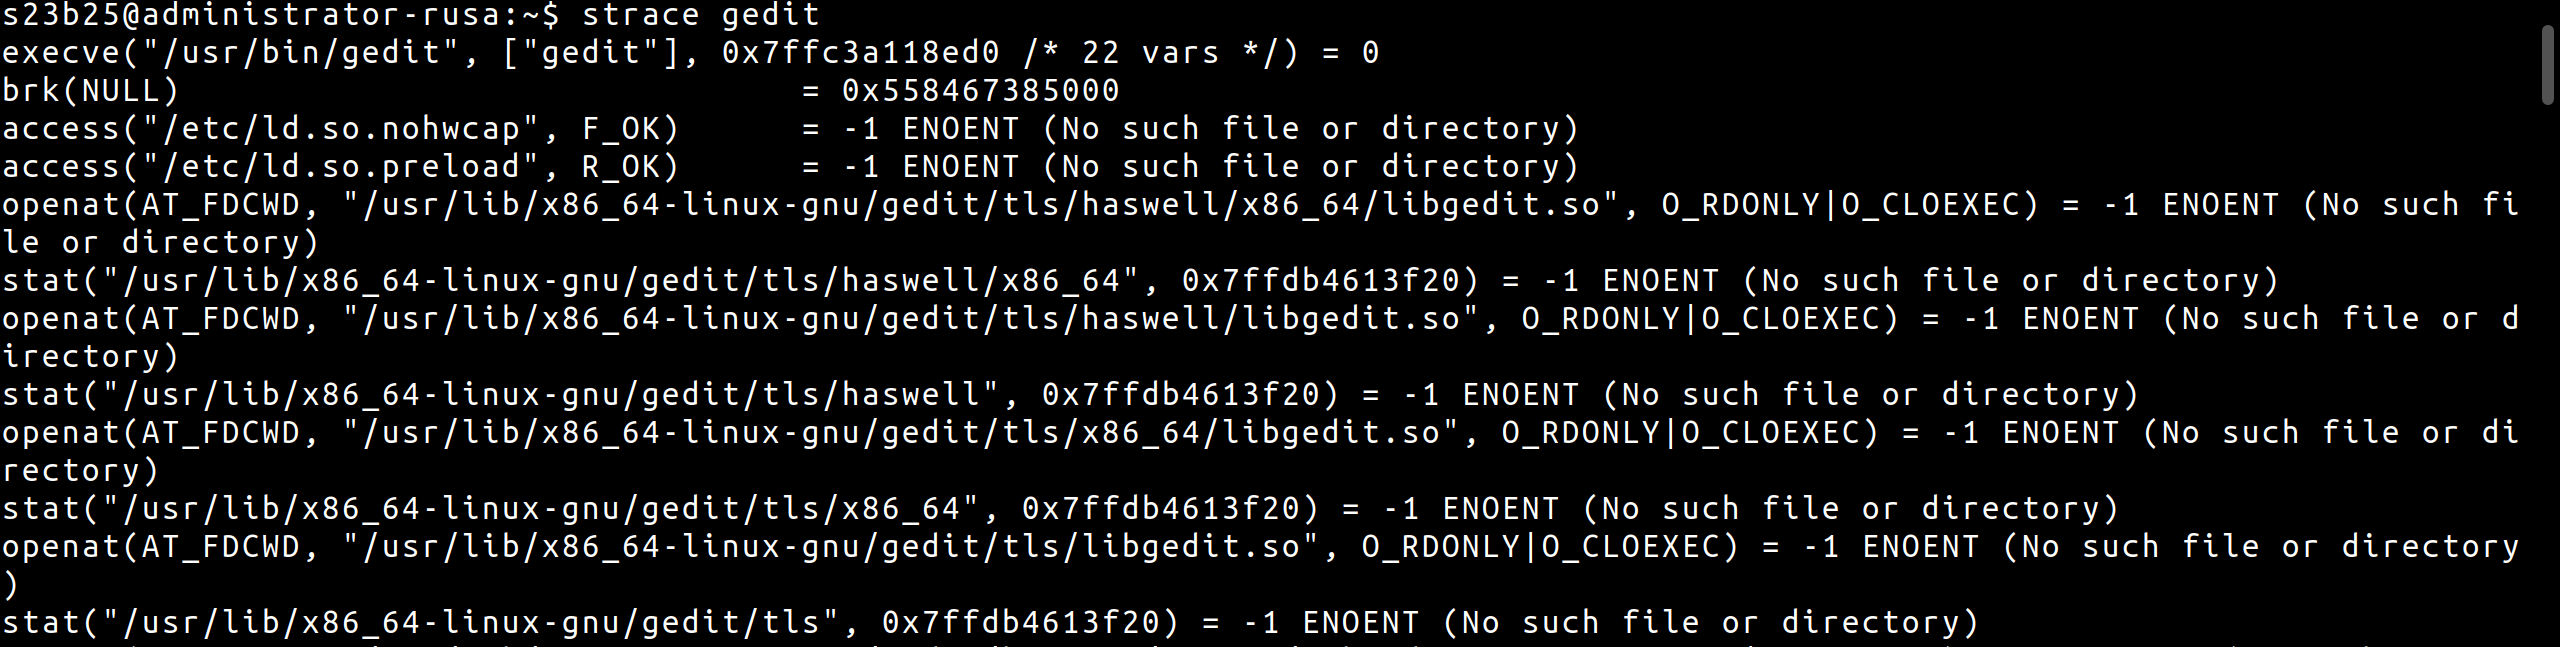 s23b25@administrator-rusa:~$ strace gedit
execve("/usr/bin/gedit", ["gedit"], 0x7ffc3a118ed0 /* 22 vars */) = 0
brk(NULL)                               = 0x558467385000
access("/etc/ld.so.nohwcap", F_OK)      = -1 ENOENT (No such file or directory)
access("/etc/ld.so.preload", R_OK)      = -1 ENOENT (No such file or directory)
openat(AT_FDCWD, "/usr/lib/x86_64-linux-gnu/gedit/tls/haswell/x86_64/libgedit.so", O_RDONLY|O_CLOEXEC) = -1 ENOENT (No such fi
le or directory)
stat("/usr/lib/x86_64-linux-gnu/gedit/tls/haswell/x86_64", 0x7ffdb4613f20) = -1 ENOENT (No such file or directory)
openat(AT_FDCWD, "/usr/lib/x86_64-linux-gnu/gedit/tls/haswell/libgedit.so", O_RDONLY|O_CLOEXEC) = -1 ENOENT (No such file or d
irectory)
stat("/usr/lib/x86_64-linux-gnu/gedit/tls/haswell", 0x7ffdb4613f20) = -1 ENOENT (No such file or directory)
openat(AT_FDCWD, "/usr/lib/x86_64-linux-gnu/gedit/tls/x86_64/libgedit.so", O_RDONLY|O_CLOEXEC) = -1 ENOENT (No such file or di
rectory)
stat("/usr/lib/x86_64-linux-gnu/gedit/tls/x86_64", 0x7ffdb4613f20) = -1 ENOENT (No such file or directory)
openat(AT_FDCWD, "/usr/lib/x86_64-linux-gnu/gedit/tls/libgedit.so", O_RDONLY|O_CLOEXEC) = -1 ENOENT (No such file or directory
)
stat("/usr/lib/x86_64-linux-gnu/gedit/tls", 0x7ffdb4613f20) = -1 ENOENT (No such file or directory)